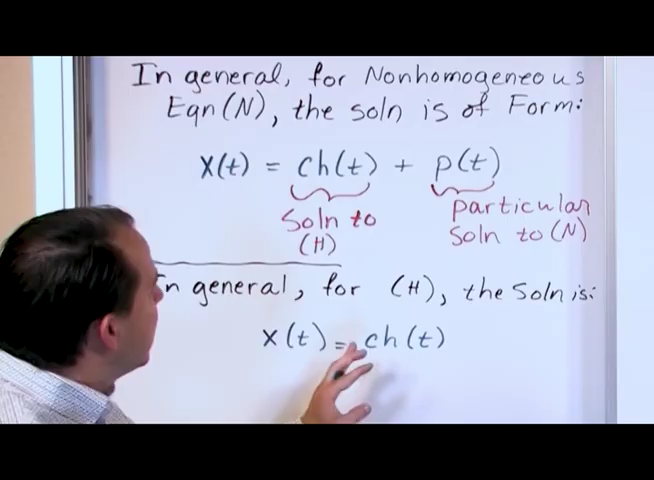 In general, for Nonhomogeneous
Eqn (N), the soln is of Form:
x(t) = ch(t) + p(t)
Soln to
(H)
particular
Soln to (N)
In general, for (H), the Soln is:
x(t) = ch(t)